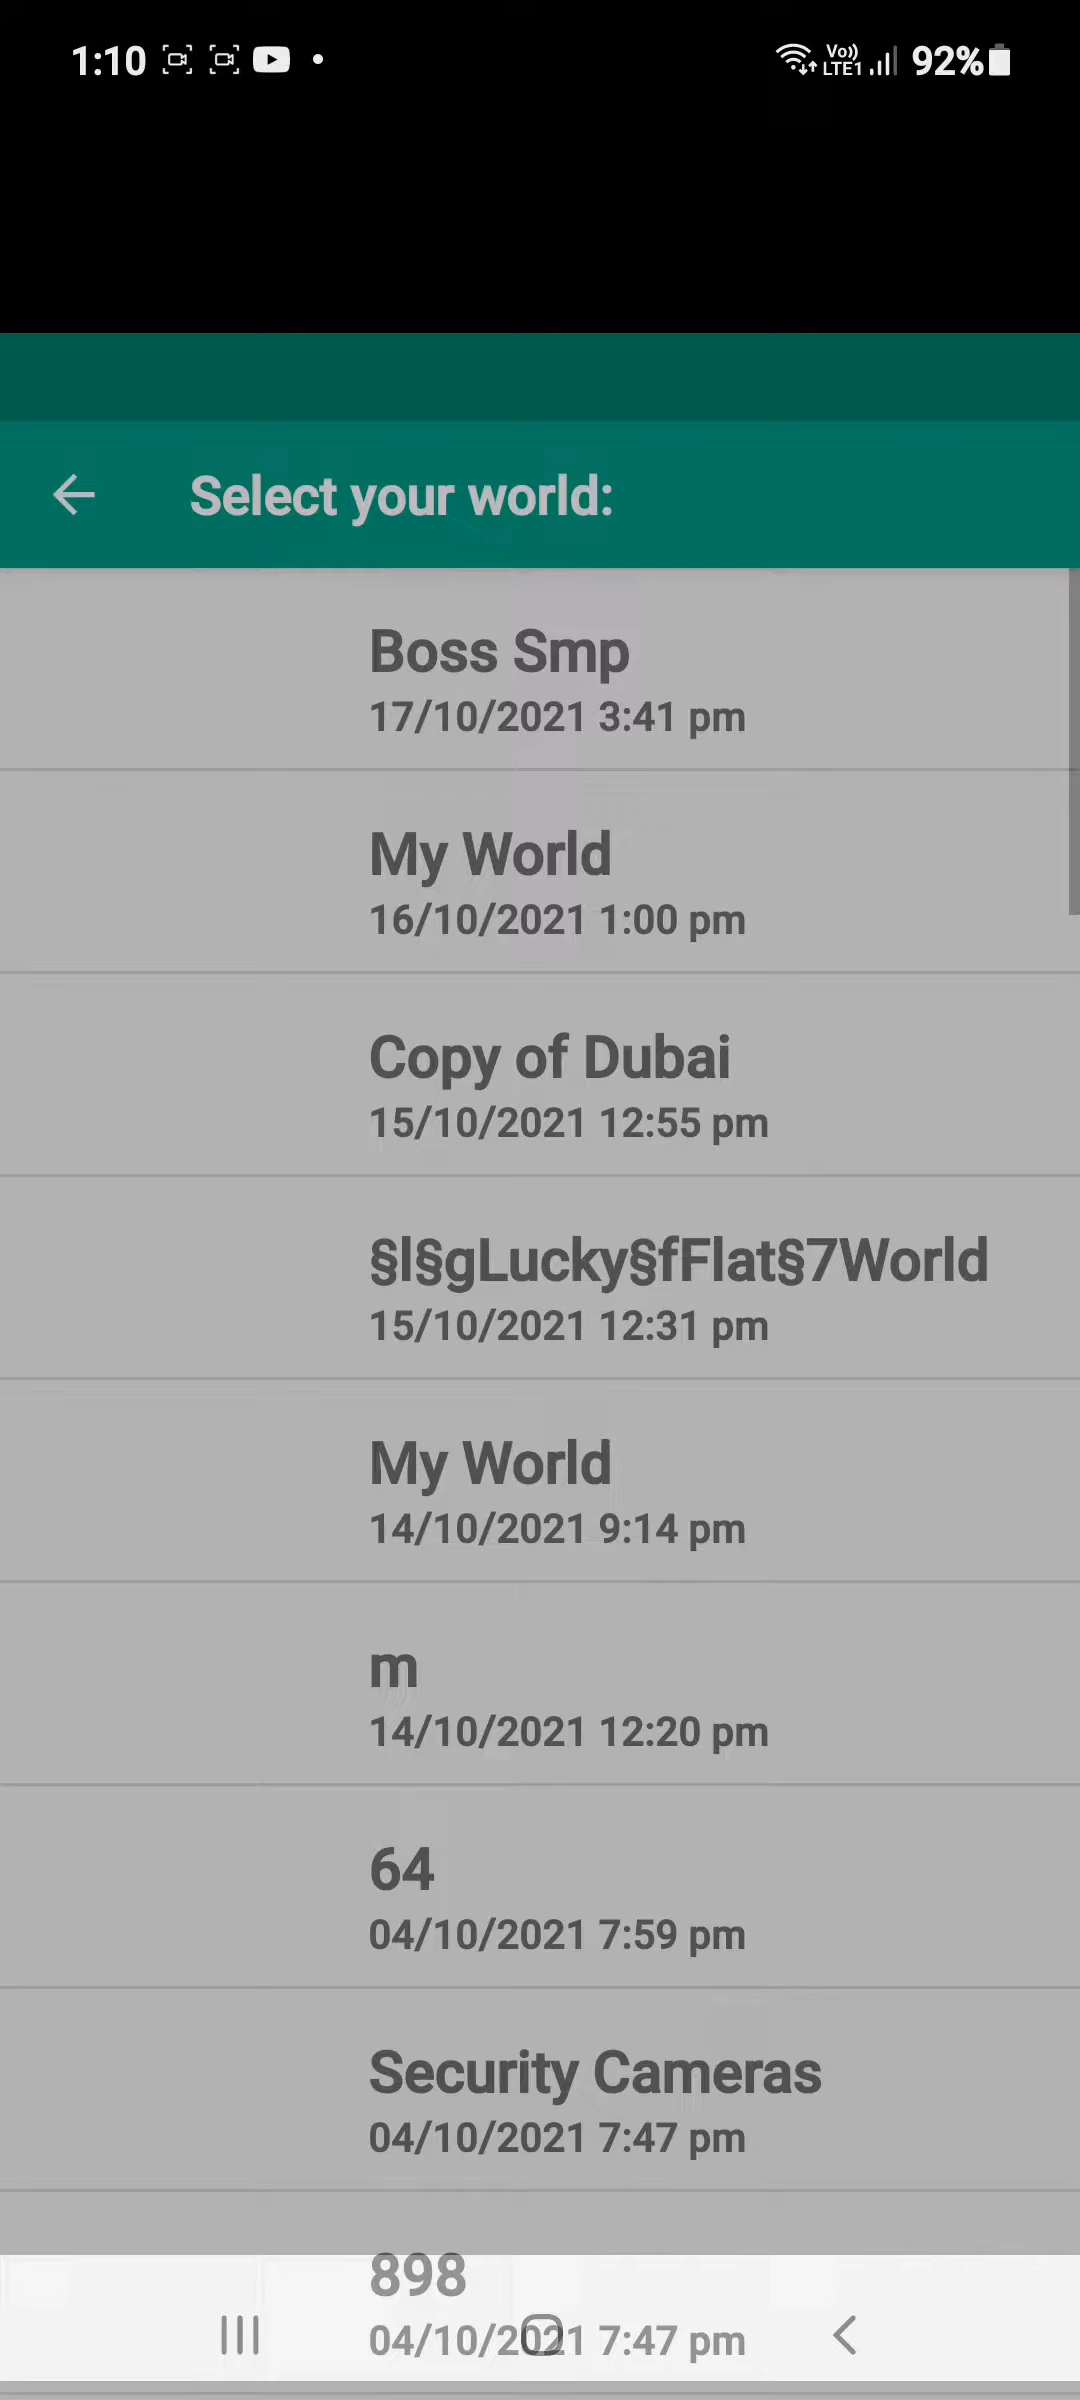 1:10
Vo))
LTE1
92%
Select your world:
Boss Smp
17/10/2021 3:41 pm
My World
16/10/2021 1:00 pm
Copy of Dubai
15/10/2021 12:55 pm
§l§gLucky§fFlat§7World
15/10/2021 12:31 pm
My World
14/10/2021 9:14 pm
m
14/10/2021 12:20 pm
64
04/10/2021 7:59 pm
Security Cameras
04/10/2021 7:47 pm
898
04/10/2021 7:47 pm